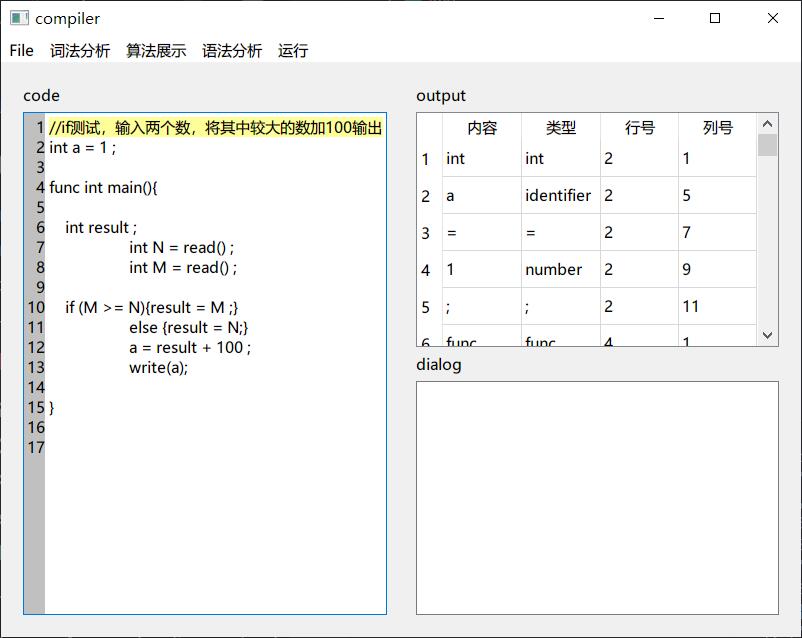 compiler
File 词法分析 算法展示 语法分析 运行
code
1 //if测试，输入两个数，将其中较大的数加100输出
2 int a = 1 ;
3
4 func int main(){
5
6 int result ;
7 int N = read() ;
8 int M = read() ;
9
10 if (M >= N){result = M ;}
11 else {result = N;}
12 a = result + 100 ;
13 write(a);
14
15 }
16
17
output
内容 类型 行号 列号
1 int int 2 1
2 a identifier 2 5
3 = = 2 7
4 1 number 2 9
5 ; ; 2 11
6 func func 4 1
dialog